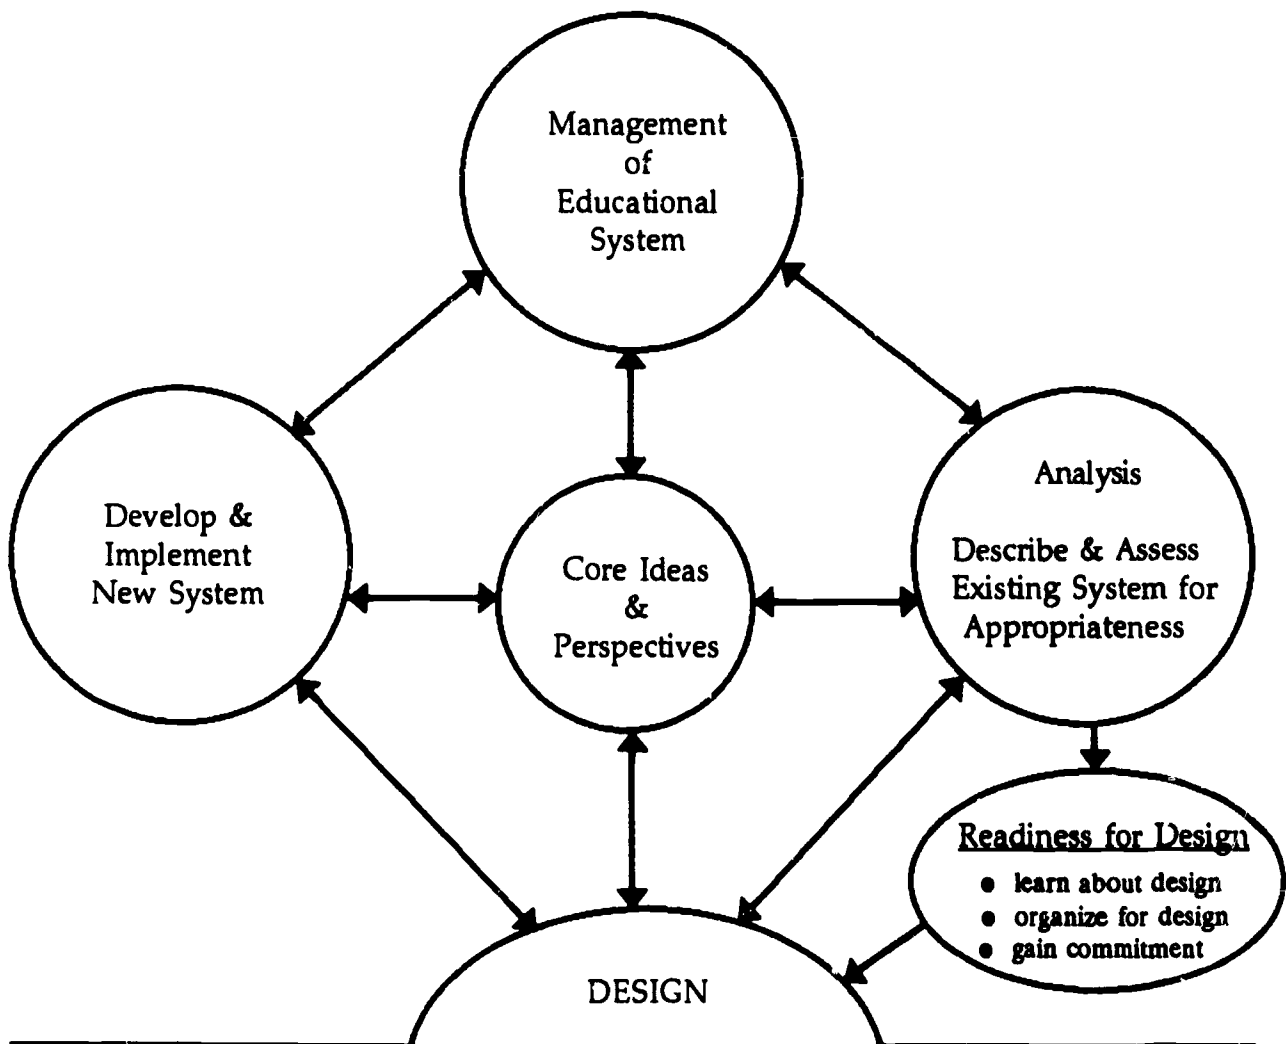 Management
of
Educational
System
Develop &
Implement
New System
Core Ideas
&
Perspectives
Analysis
Describe & Assess
Existing System for
Appropriateness
Readiness for Design
• learn about design
• organize for design
• gain commitment
DESIGN